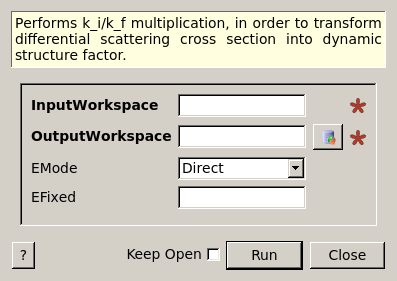 Performs k_i/k_f multiplication, in order to transform
differential scattering cross section into dynamic
structure factor.
InputWorkspace
OutputWorkspace
EMode Direct
EFixed
? Keep Open Run Close